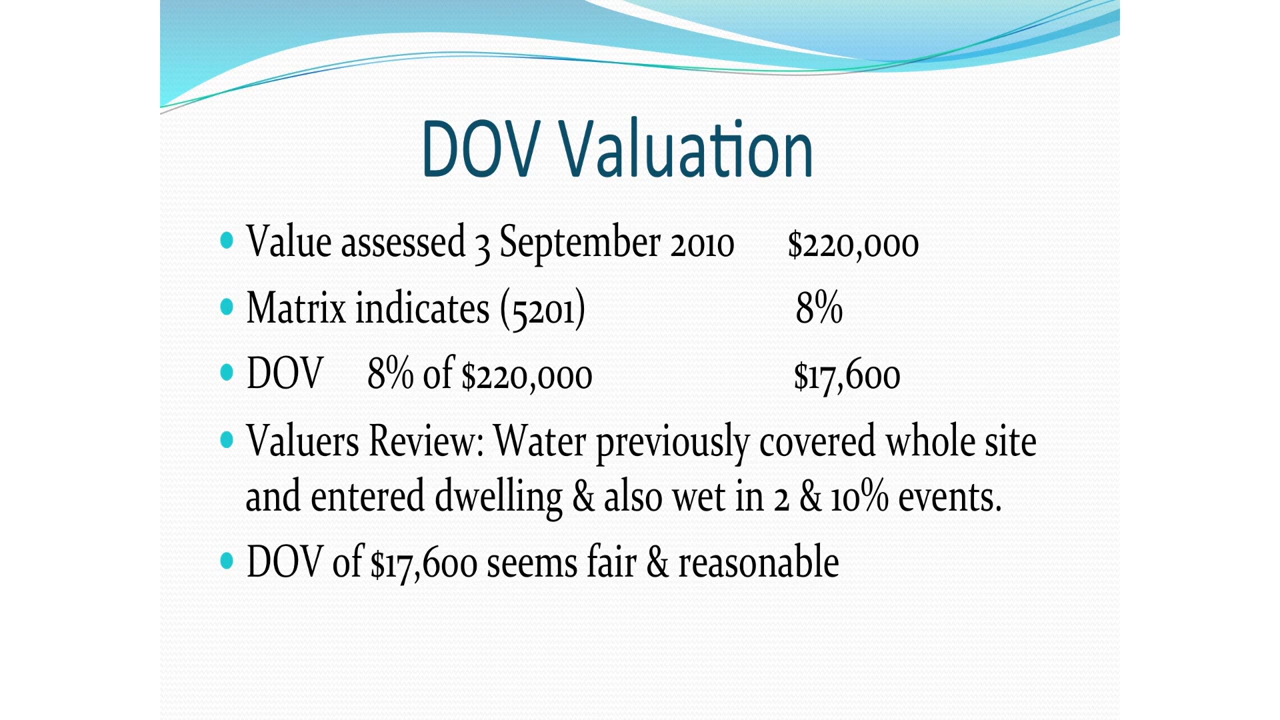 DOV Valuation
• Value assessed 3 September 2010 $220,000
• Matrix indicates (5201) 8%
• DOV 8% of $220,000 $17,600
• Valuers Review: Water previously covered whole site
and entered dwelling & also wet in 2 & 10% events.
• DOV of $17,600 seems fair & reasonable